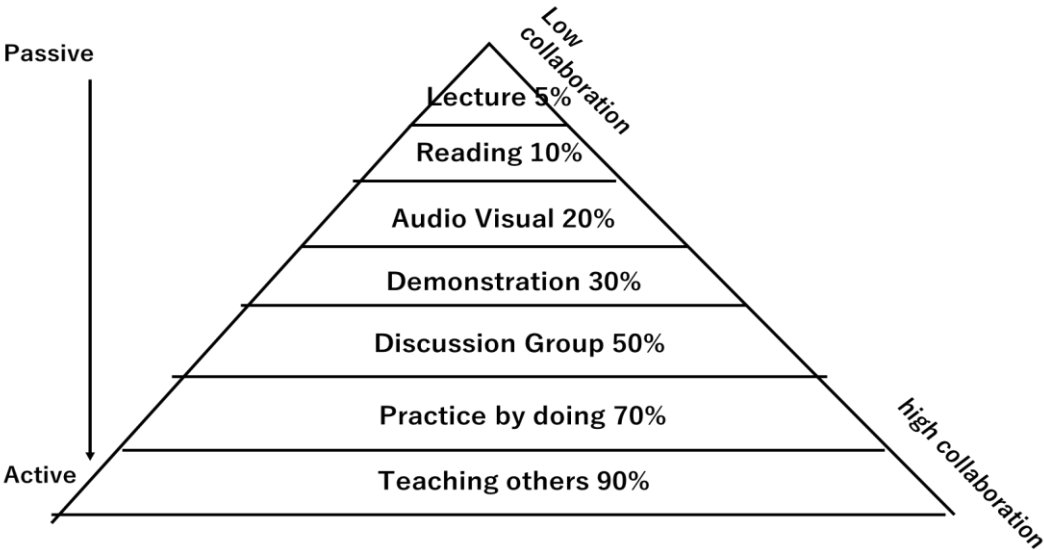 Passive
Low
collaboration
Lecture 5%
Reading 10%
Audio Visual 20%
Demonstration 30%
Discussion Group 50%
Practice by doing 70%
high collaboration
Active
Teaching others 90%